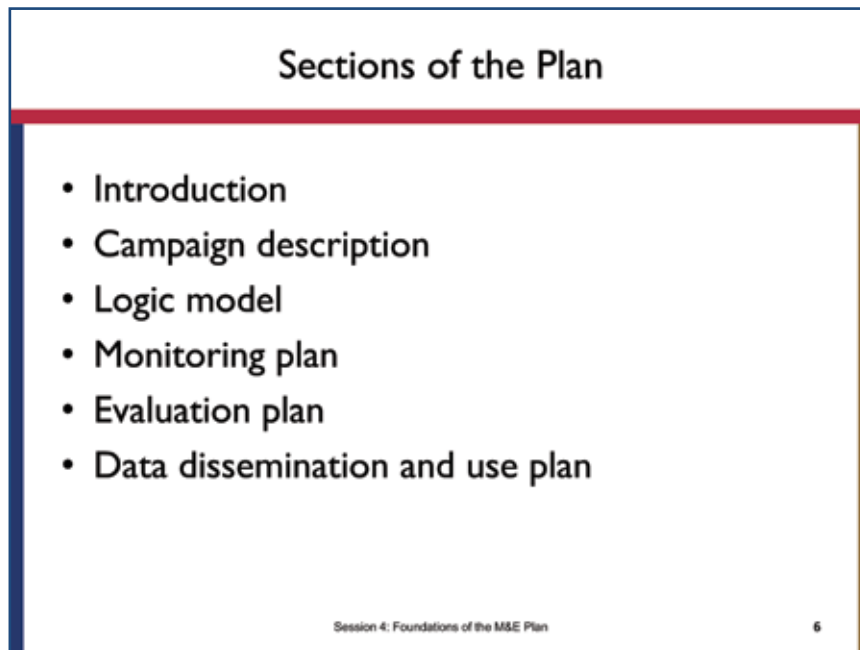 Sections of the Plan
• Introduction
• Campaign description
• Logic model
• Monitoring plan
• Evaluation plan
• Data dissemination and use plan
Session 4: Foundations of the M&E Plan
6